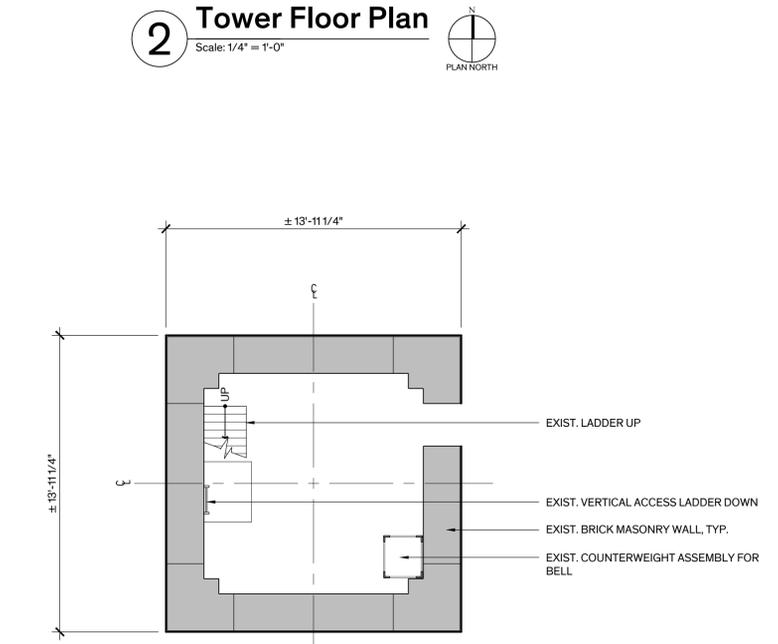 2
Tower Floor Plan
Scale: 1/4" = 1'-0"
N
PLAN NORTH
± 13'-11 1/4"
℄
UP
EXIST. LADDER UP
± 13'-11 1/4"
℄
EXIST. VERTICAL ACCESS LADDER DOWN
EXIST. BRICK MASONRY WALL, TYP.
EXIST. COUNTERWEIGHT ASSEMBLY FOR
BELL